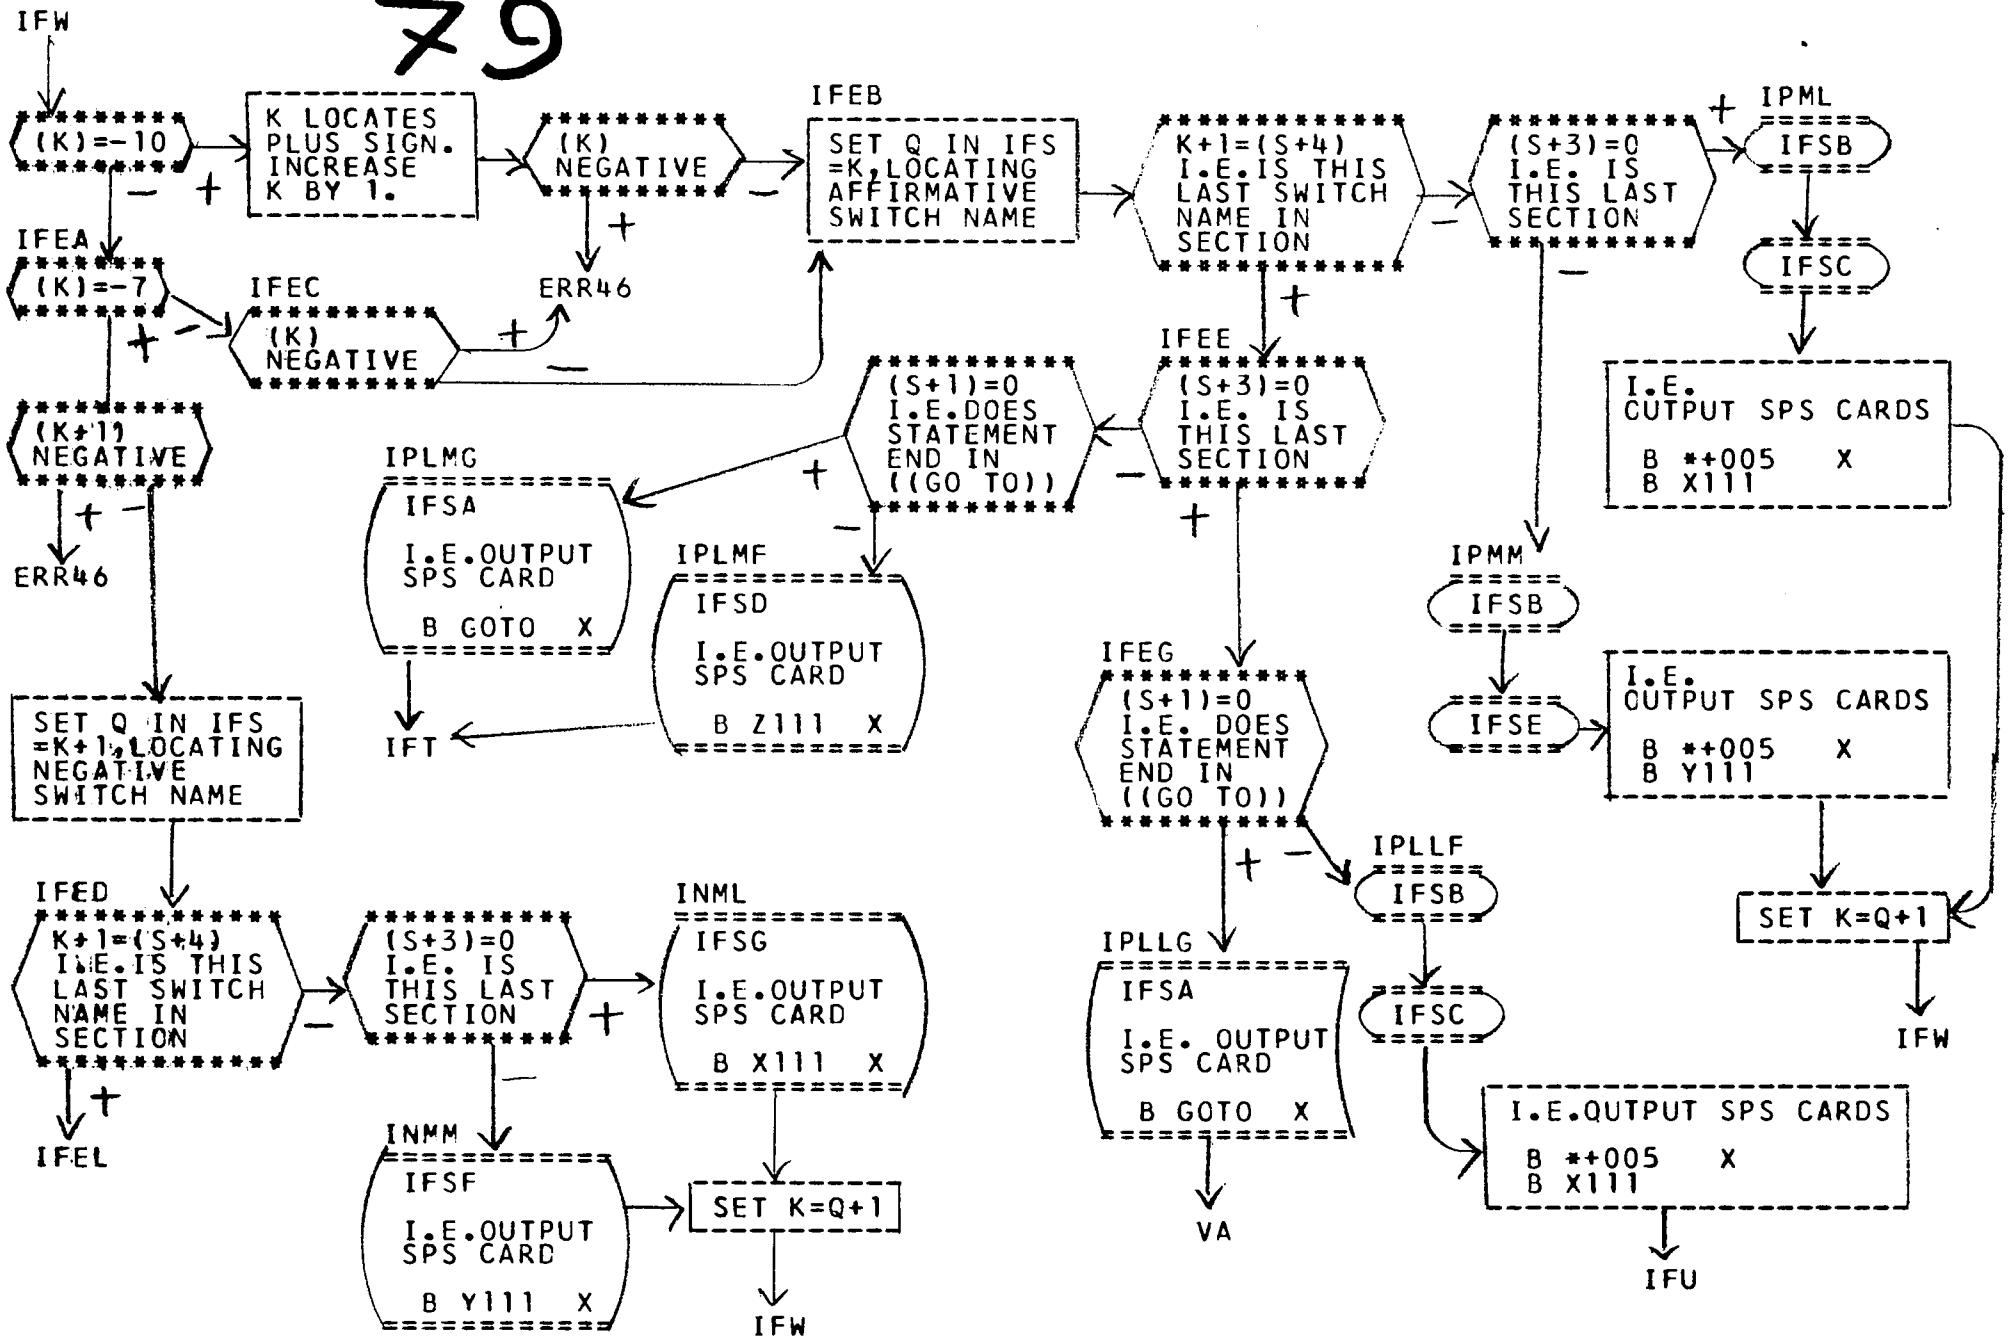 79
IFW
(K)=-10
+
-
K LOCATES
PLUS SIGN.
INCREASE
K BY 1.
(K)
NEGATIVE
-
+
ERR46
IFEB
SET Q IN IFS
=K,LOCATING
AFFIRMATIVE
SWITCH NAME
K+1=(S+4)
I.E.IS THIS
LAST SWITCH
NAME IN
SECTION
-
+
(S+3)=0
I.E. IS
THIS LAST
SECTION
+
-
IPML
IFSB
IFSC
I.E.
OUTPUT SPS CARDS
B *+005 X
B X111
IFEA
(K)=-7
+
-
IFEC
(K)
NEGATIVE
+
-
(K+1)
NEGATIVE
+
-
ERR46
IFEE
(S+3)=0
I.E. IS
THIS LAST
SECTION
-
+
(S+1)=0
I.E.DOES
STATEMENT
END IN
((GO TO))
+
-
IPLMG
IFSA
I.E.OUTPUT
SPS CARD
B GOTO X
IPLMF
IFSD
I.E.OUTPUT
SPS CARD
B Z111 X
IFT
IPMM
IFSB
IFSE
I.E.
OUTPUT SPS CARDS
B *+005 X
B Y111
SET K=Q+1
IFW
IFEG
(S+1)=0
I.E. DOES
STATEMENT
END IN
((GO TO))
+
-
IPLLF
IFSB
IFSC
IPLLG
IFSA
I.E. OUTPUT
SPS CARD
B GOTO X
VA
I.E.OUTPUT SPS CARDS
B *+005 X
B X111
IFU
SET Q IN IFS
=K+1,LOCATING
NEGATIVE
SWITCH NAME
IFED
K+1=(S+4)
I.E.IS THIS
LAST SWITCH
NAME IN
SECTION
-
+
IFEL
(S+3)=0
I.E. IS
THIS LAST
SECTION
+
-
INML
IFSG
I.E.OUTPUT
SPS CARD
B X111 X
INMM
IFSF
I.E.OUTPUT
SPS CARD
B Y111 X
SET K=Q+1
IFW